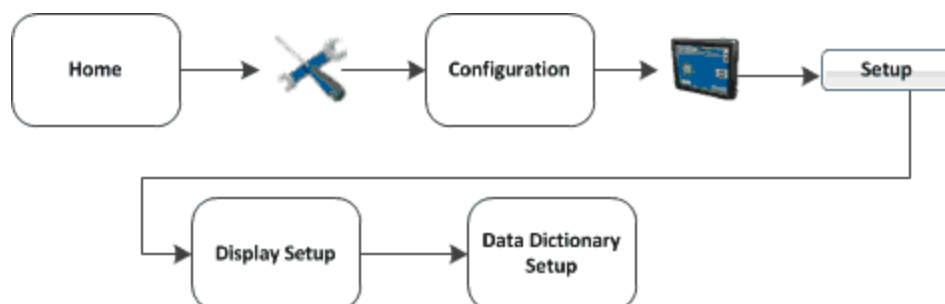 Home
Configuration
Setup
Display Setup
Data Dictionary
Setup